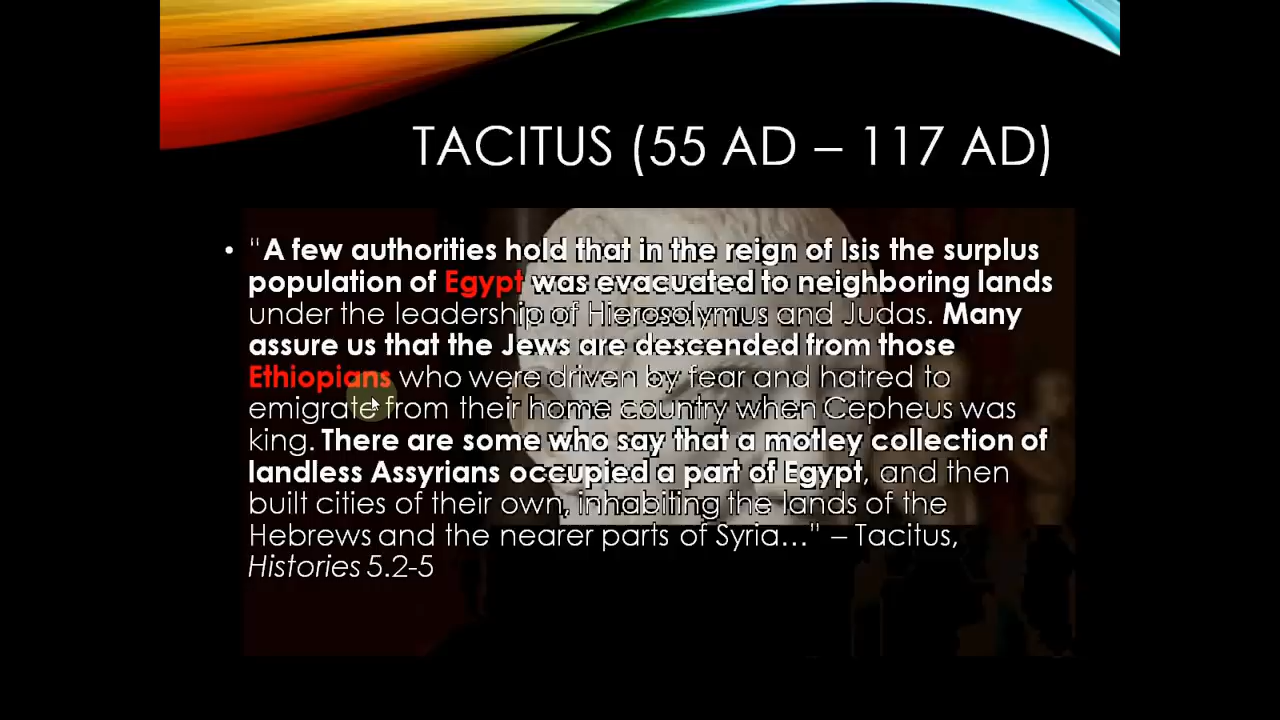 TACITUS (55 AD – 117 AD)
• "A few authorities hold that in the reign of Isis the surplus
population of Egypt was evacuated to neighboring lands
under the leadership of Hierosolymus and Judas. Many
assure us that the Jews are descended from those
Ethiopians who were driven by fear and hatred to
emigrate from their home country when Cepheus was
king. There are some who say that a motley collection of
landless Assyrians occupied a part of Egypt, and then
built cities of their own, inhabiting the lands of the
Hebrews and the nearer parts of Syria…" – Tacitus,
Histories 5.2-5